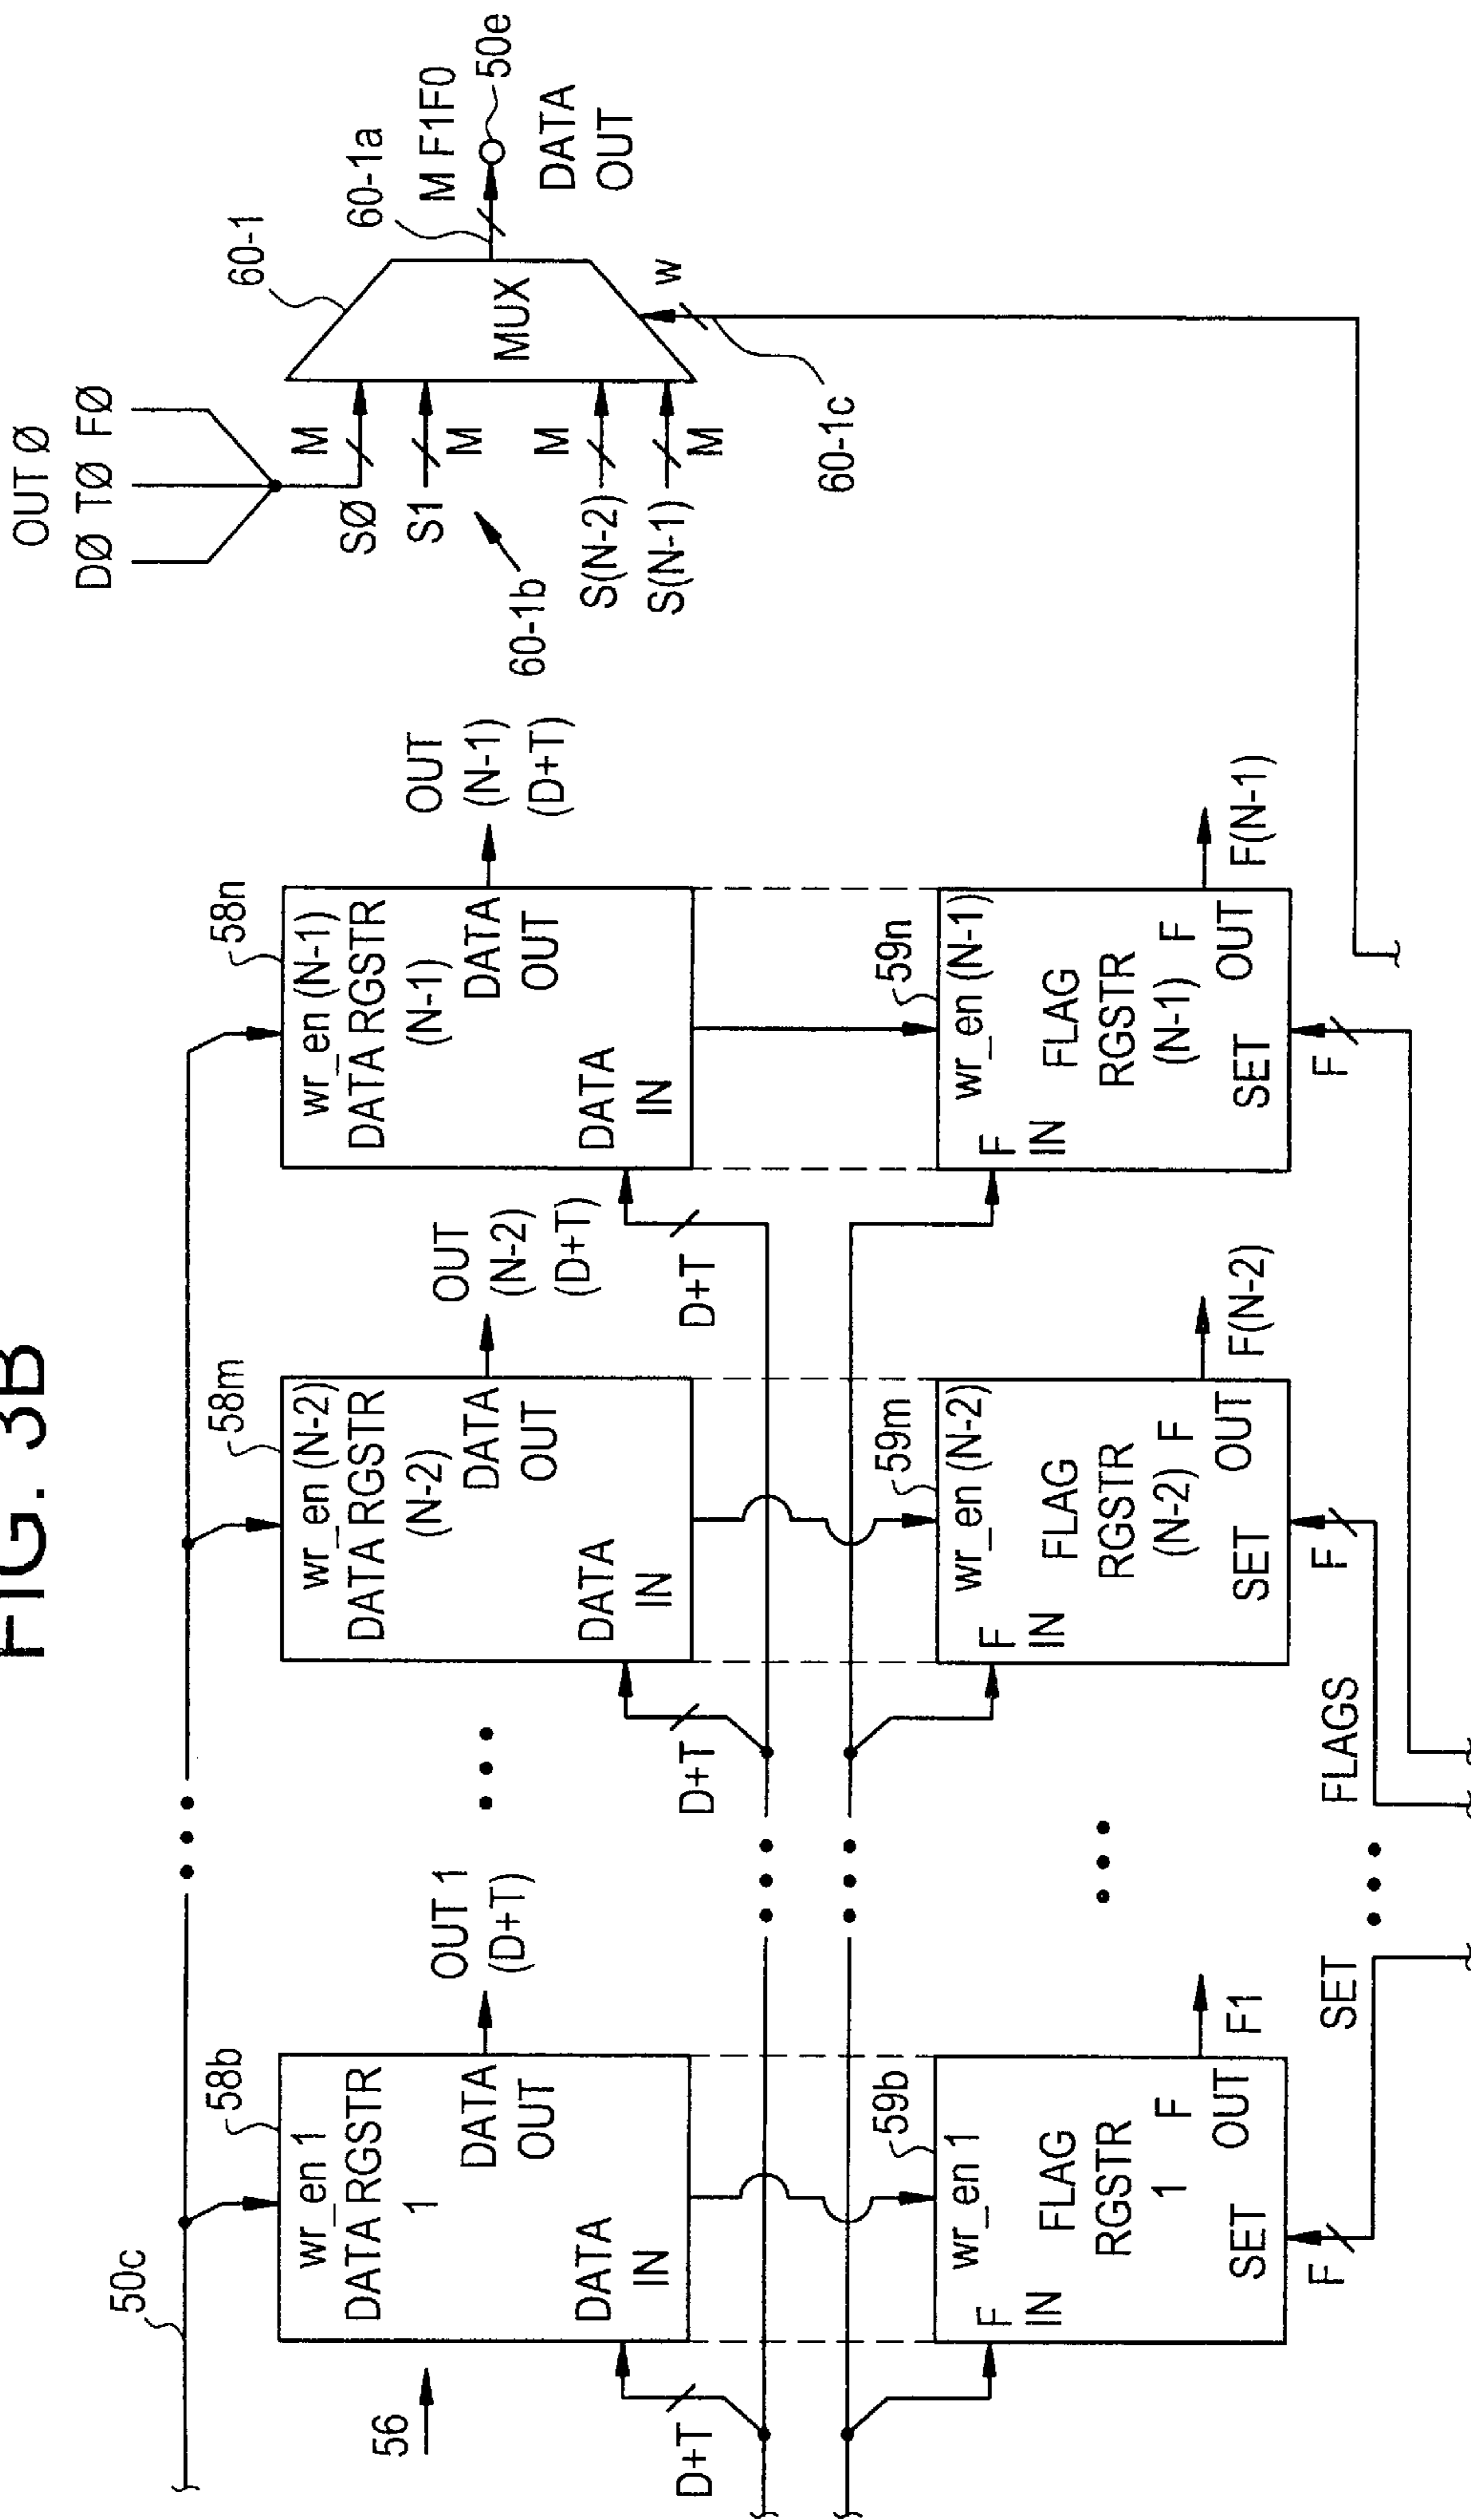 FIG. 3B
50c
56
58b
wr_en 1
DATA RGSTR
1
DATA
OUT
DATA
IN
OUT 1
(D+T)
D+T
59b
wr_en 1
F
IN
FLAG
RGSTR
1
F
OUT
SET
F
F1
SET
58m
wr_en (N-2)
DATA RGSTR
(N-2)
DATA
OUT
DATA
IN
OUT
(N-2)
(D+T)
D+T
59m
wr_en (N-2)
F
IN
FLAG
RGSTR
(N-2)
F
OUT
SET
F
F(N-2)
FLAGS
58n
wr_en (N-1)
DATA RGSTR
(N-1)
DATA
OUT
DATA
IN
OUT
(N-1)
(D+T)
D+T
59n
wr_en (N-1)
F
IN
FLAG
RGSTR
(N-1)
F
OUT
SET
F
F(N-1)
OUT Ø
DØ TØ FØ
SØ
M
S1
M
60-1b
S(N-2)
M
S(N-1)
M
60-1
MUX
60-1a
M F1F0
50e
DATA
OUT
w
60-1c